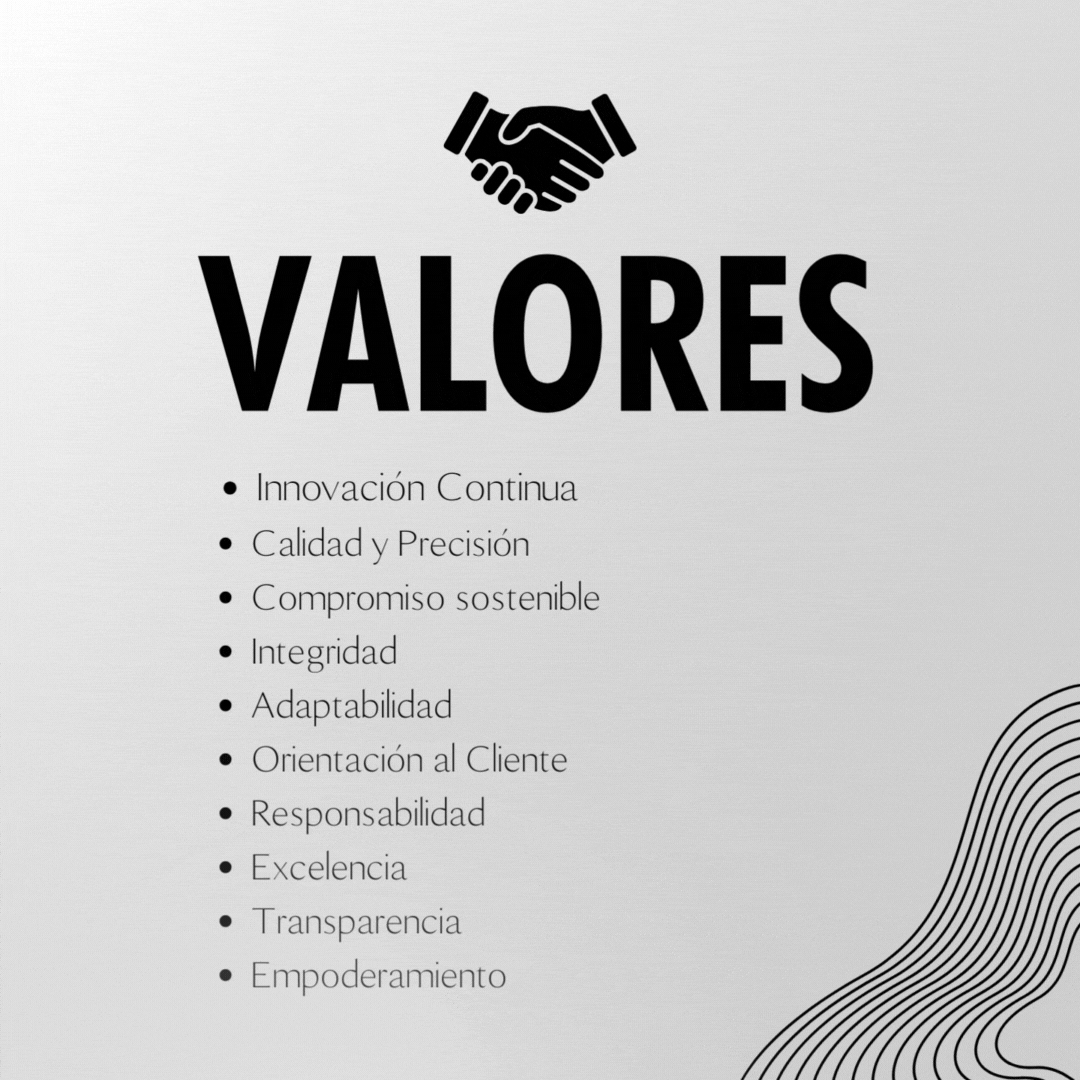 VALORES
• Innovación Continua
• Calidad y Precisión
• Compromiso sostenible
• Integridad
• Adaptabilidad
• Orientación al Cliente
• Responsabilidad
• Excelencia
• Transparencia
• Empoderamiento